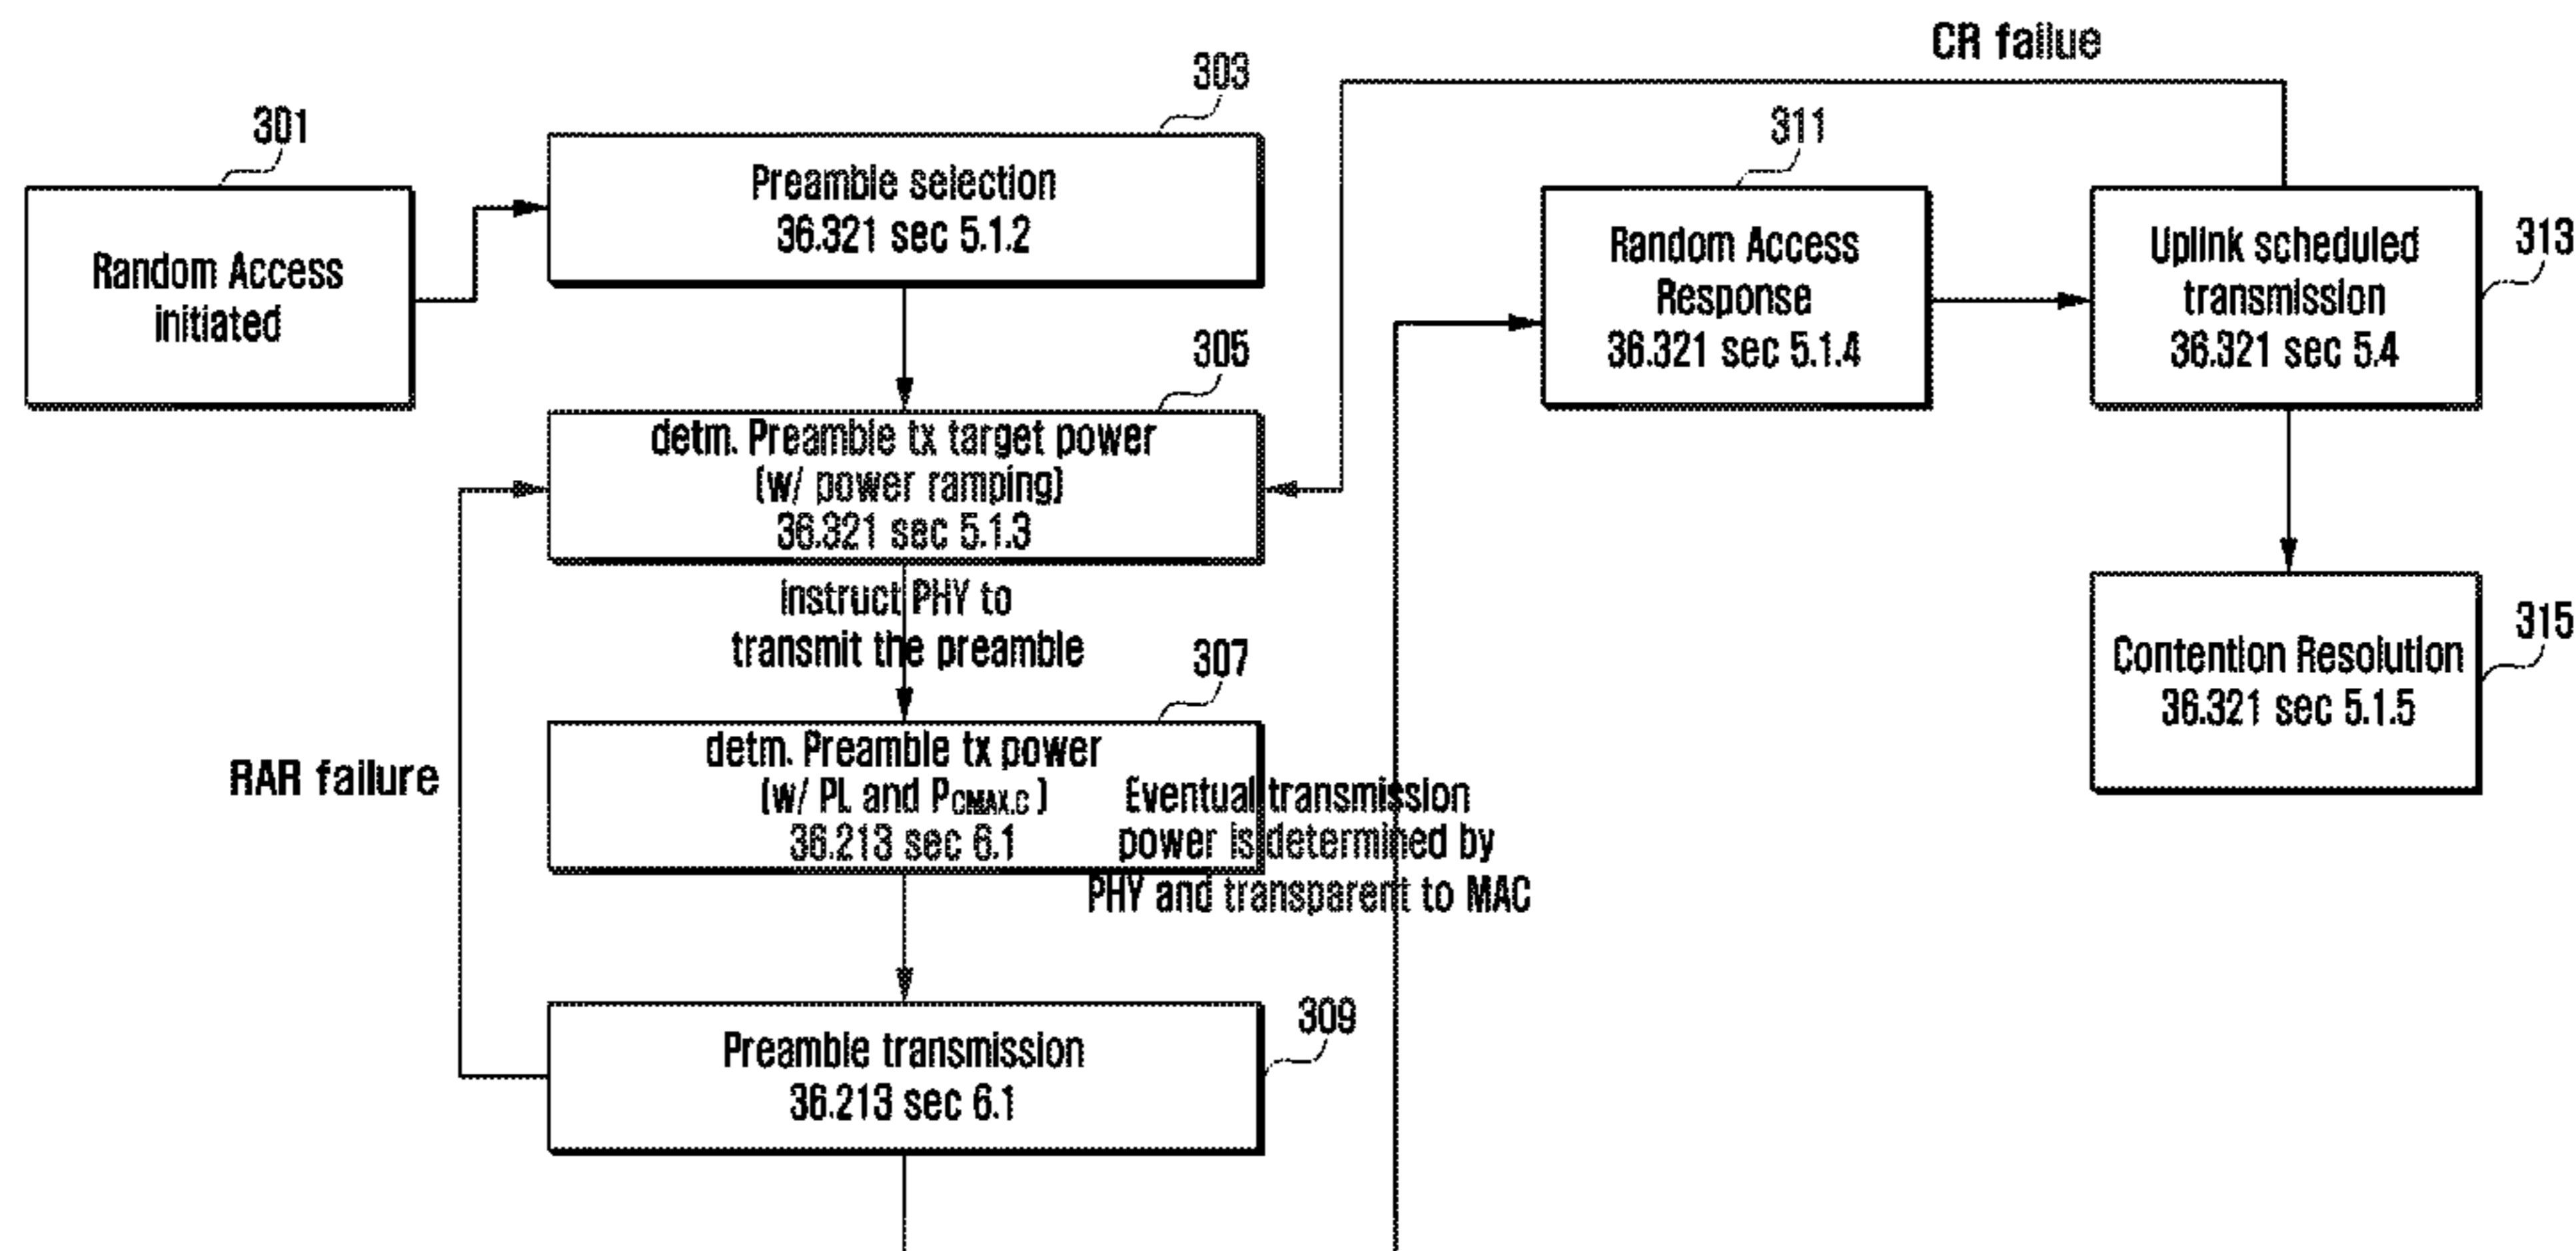 301
Random Access
initiated
303
Preamble selection
36.321 sec 5.1.2
305
detm. Preamble tx target power
(w/ power ramping)
36.321 sec 5.1.3
instruct PHY to
transmit the preamble
307
detm. Preamble tx power
(w/ PL and PCMAX.C )
36.213 sec 6.1
Eventual transmission
power is determined by
PHY and transparent to MAC
RAR failure
309
Preamble transmission
36.213 sec 6.1
CR failue
311
Random Access
Response
36.321 sec 5.1.4
313
Uplink scheduled
transmission
36.321 sec 5.4
315
Contention Resolution
36.321 sec 5.1.5